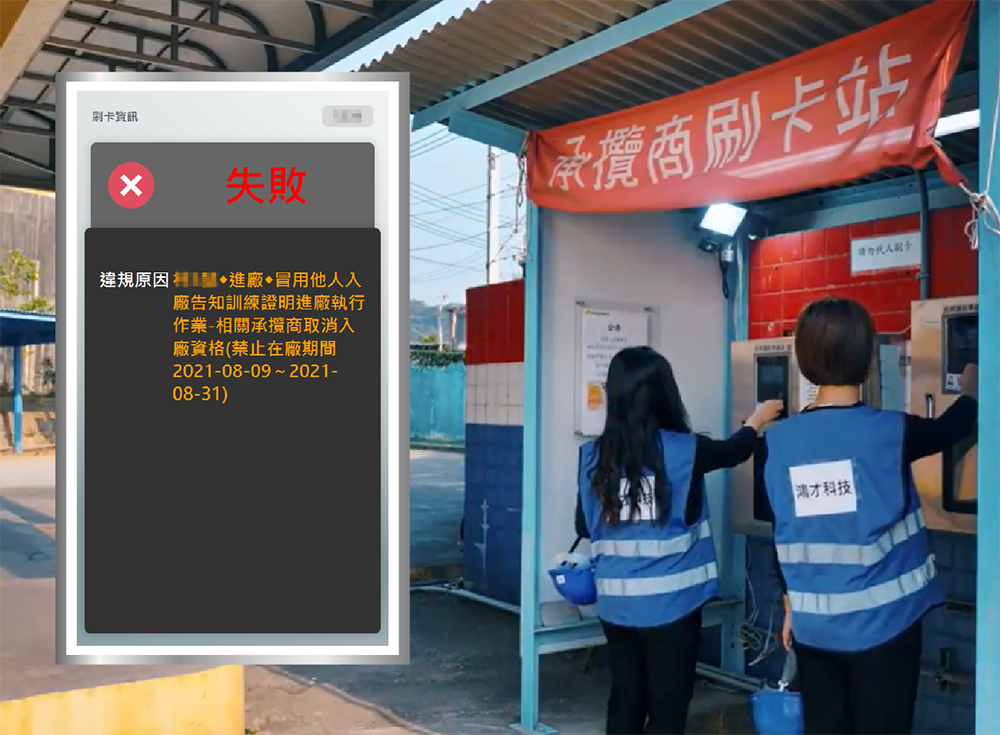 刷卡資訊
失敗
違規原因
◆進廠◆冒用他人入
廠告知訓練證明進廠執行
作業-相關承攬商取消入
廠資格(禁止在廠期間
2021-08-09～2021-
08-31)
承攬商刷卡站
請勿代人刷卡
公告
鴻才科技